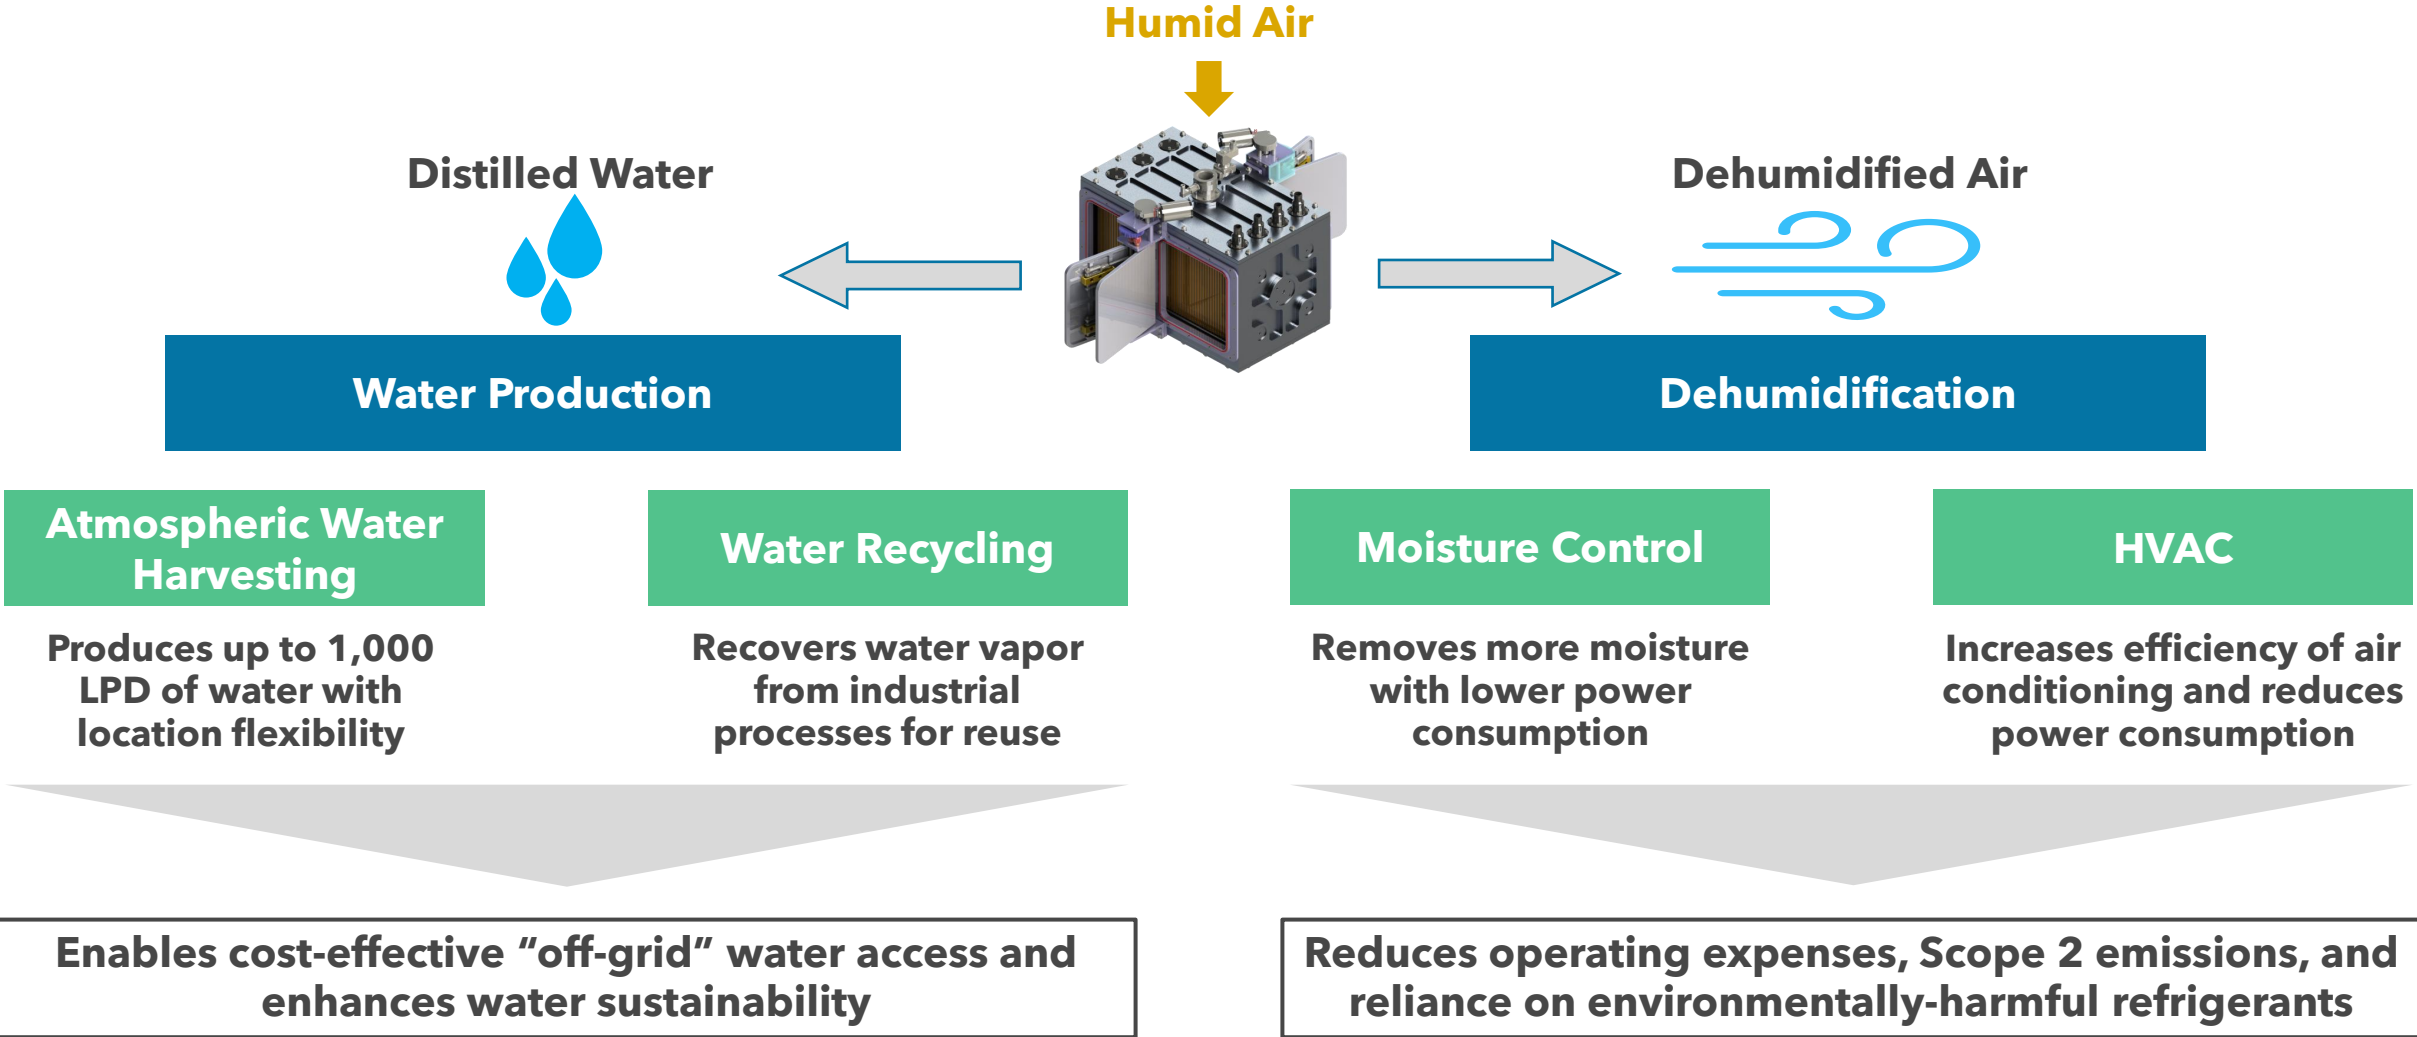 Humid Air
Distilled Water
Dehumidified Air
Water Production
Dehumidification
Atmospheric Water
Harvesting
Produces up to 1,000
LPD of water with
location flexibility
Water Recycling
Recovers water vapor
from industrial
processes for reuse
Moisture Control
Removes more moisture
with lower power
consumption
HVAC
Increases efficiency of air
conditioning and reduces
power consumption
Enables cost-effective “off-grid” water access and
enhances water sustainability
Reduces operating expenses, Scope 2 emissions, and
reliance on environmentally-harmful refrigerants